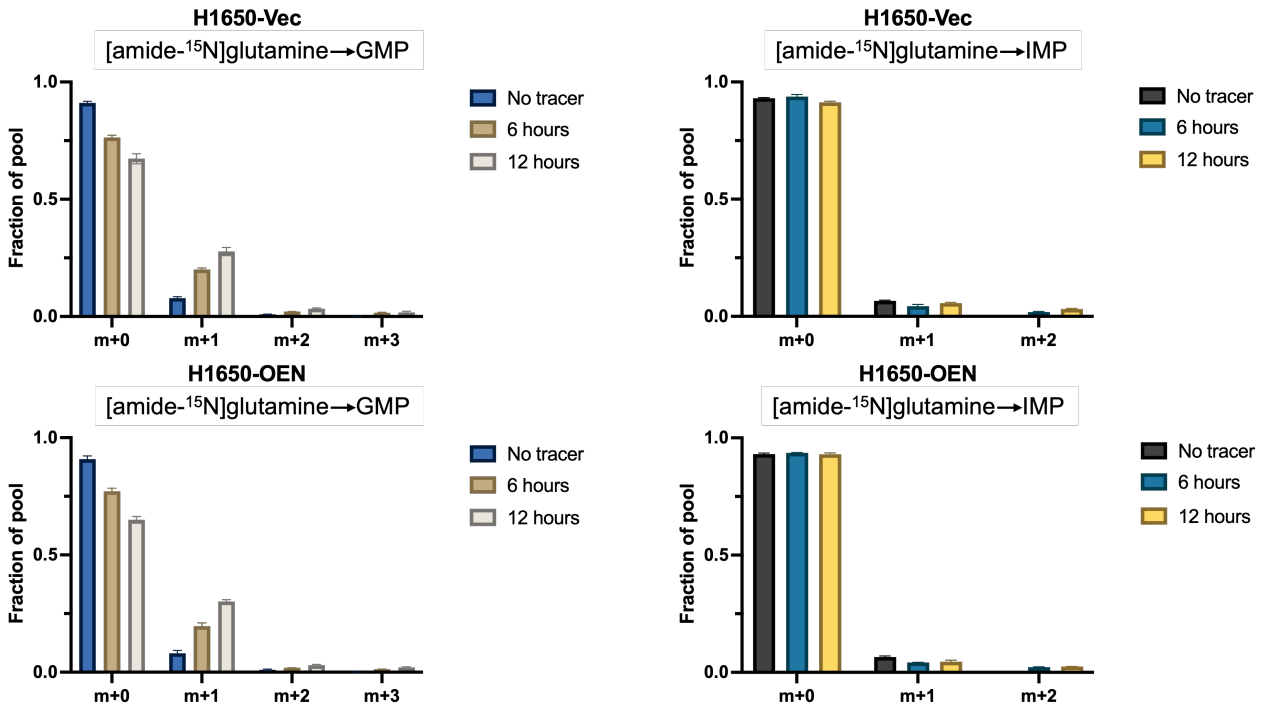 H1650-Vec
[amide-¹⁵N]glutamine→GMP
Fraction of pool
1.0
0.5
0.0
m+0 m+1 m+2 m+3
No tracer
6 hours
12 hours
H1650-Vec
[amide-¹⁵N]glutamine→IMP
Fraction of pool
1.0
0.5
0.0
m+0 m+1 m+2
No tracer
6 hours
12 hours
H1650-OEN
[amide-¹⁵N]glutamine→GMP
Fraction of pool
1.0
0.5
0.0
m+0 m+1 m+2 m+3
No tracer
6 hours
12 hours
H1650-OEN
[amide-¹⁵N]glutamine→IMP
Fraction of pool
1.0
0.5
0.0
m+0 m+1 m+2
No tracer
6 hours
12 hours